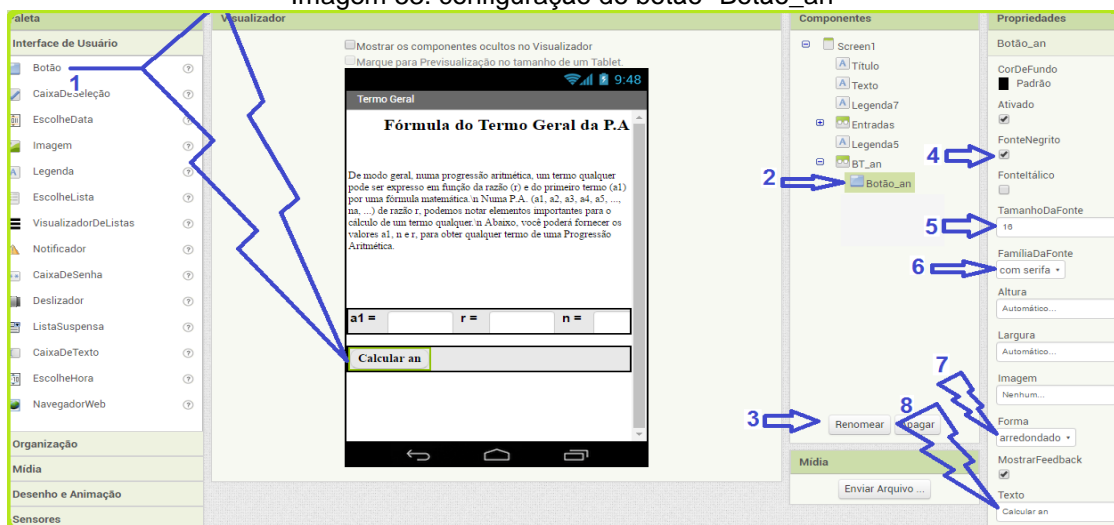 Imagem 38: configuração do botão "Botão_an"
Paleta
Interface de Usuário
Botão
1
CaixaDeSeleção
EscolheData
Imagem
Legenda
EscolheLista
VisualizadorDeListas
Notificador
CaixaDeSenha
Deslizador
ListaSuspensa
CaixaDeTexto
EscolheHora
NavegadorWeb
Organização
Mídia
Desenho e Animação
Sensores
Visualizador
Mostrar os componentes ocultos no Visualizador
Marque para Previsualização no tamanho de um Tablet.
9:48
Termo Geral
Fórmula do Termo Geral da P.A
De modo geral, numa progressão aritmética, um termo qualquer
pode ser expresso em função da razão (r) e do primeiro termo (a1)
por uma fórmula matemática.\n Numa P.A. (a1, a2, a3, a4, a5, ...,
na, ...) de razão r, podemos notar elementos importantes para o
cálculo de um termo qualquer.\n Abaixo, você poderá fornecer os
valores a1, n e r, para obter qualquer termo de uma Progressão
Aritmética.
a1 = r = n =
Calcular an
Componentes
Screen1
Título
Texto
Legenda7
Entradas
Legenda5
BT_an
2
Botão_an
3
Renomear Apagar
8
Mídia
Enviar Arquivo ...
Propriedades
Botão_an
CorDeFundo
Padrão
Ativado
FonteNegrito
4
FonteItálico
TamanhoDaFonte
5
16
FamíliaDaFonte
6
com serifa
Altura
Automático...
Largura
Automático...
7
Imagem
Nenhum...
Forma
arredondado
MostrarFeedback
Texto
Calcular an